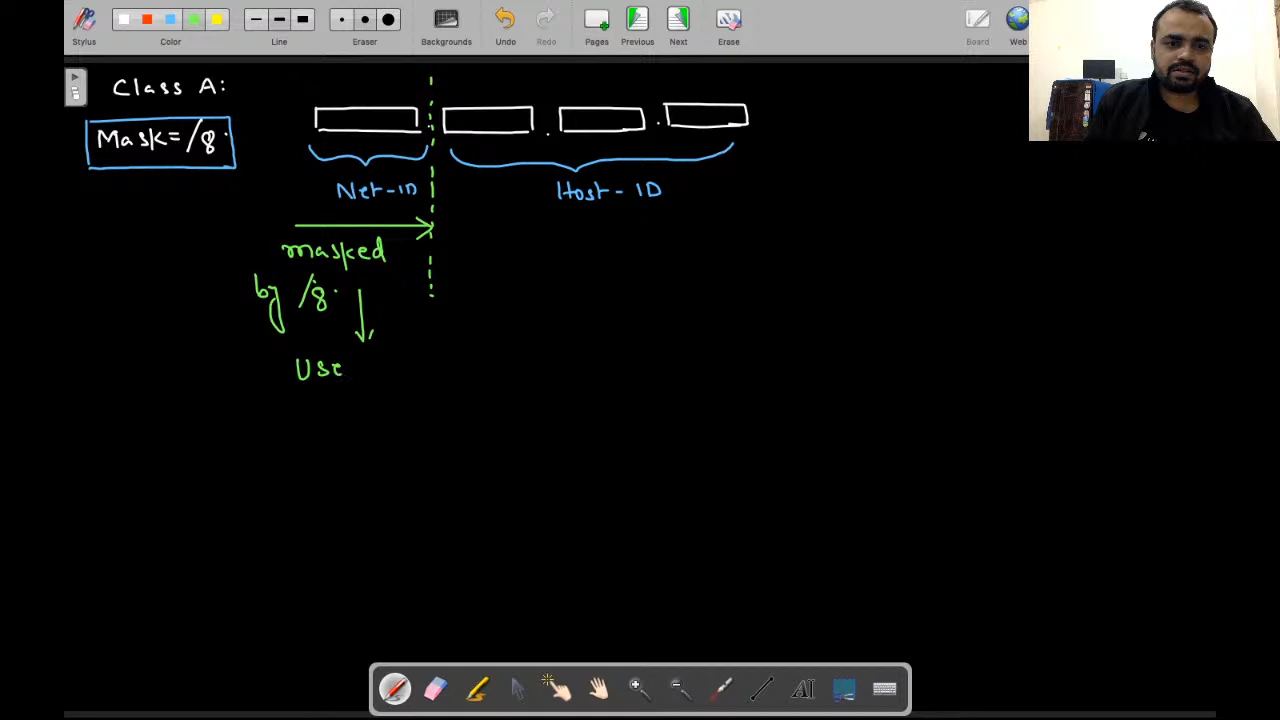 Stylus
Color
Line
Eraser
Backgrounds
Undo
Redo
Pages
Previous
Next
Erase
Board
Web
Class A:
Mask = /8.
Net-ID
Host-ID
masked
by /8.
Use